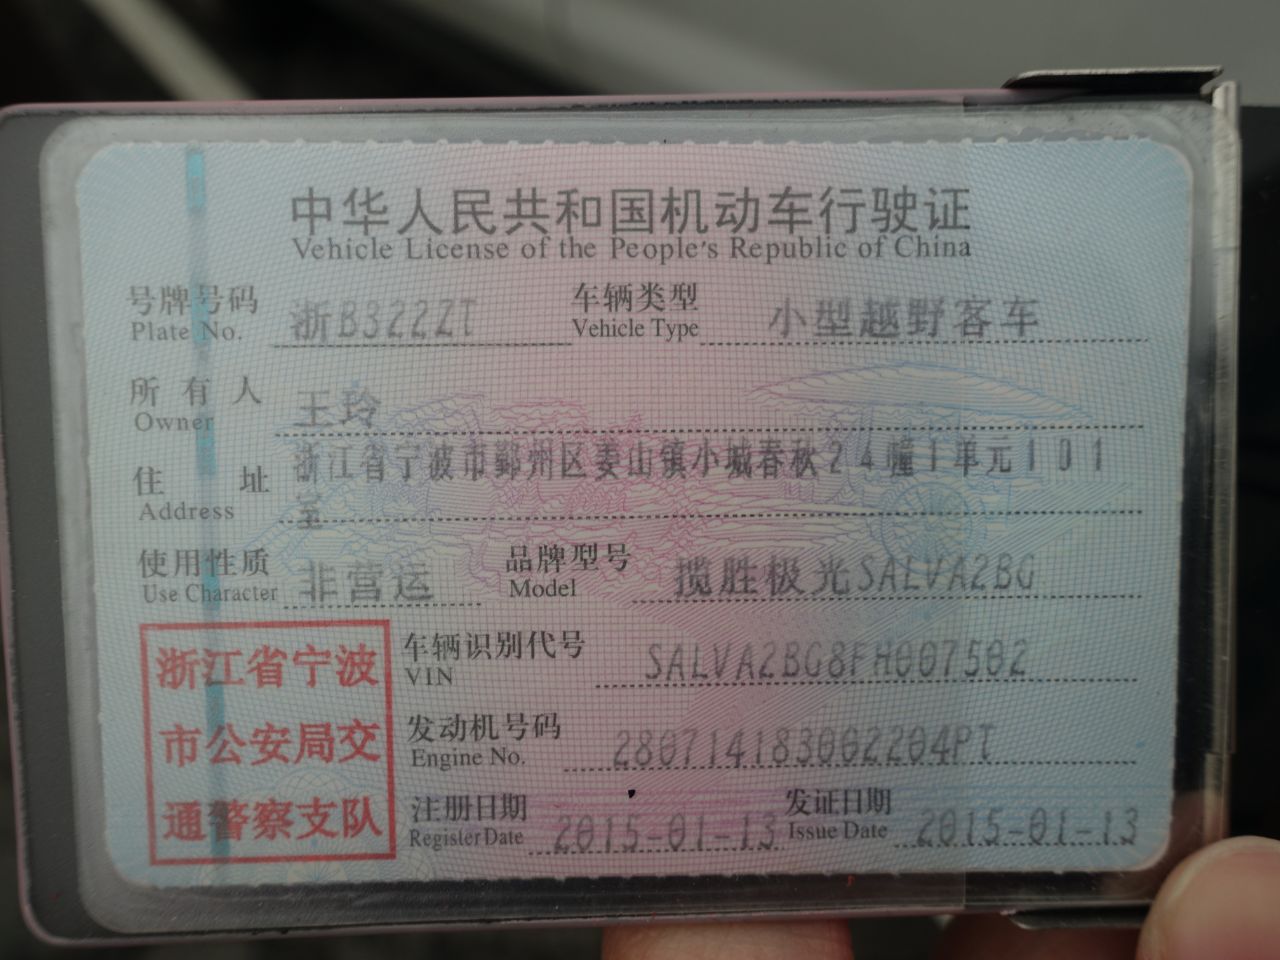 中华人民共和国机动车行驶证
Vehicle License of the People's Republic of China
号牌号码 浙B322ZT 车辆类型 小型越野客车
Plate No. Vehicle Type
所有人 王玲
Owner
住址 浙江省宁波市鄞州区姜山镇小城春秋24幢1单元101
Address 室
使用性质 非营运 品牌型号 揽胜极光SALVA2BG
Use Character Model
浙江省宁波
市公安局交
通警察支队
车辆识别代号 SALVA2BG8FH007502
VIN
发动机号码 280714183002204PT
Engine No.
注册日期 2015-01-13 发证日期 2015-01-13
Register Date Issue Date